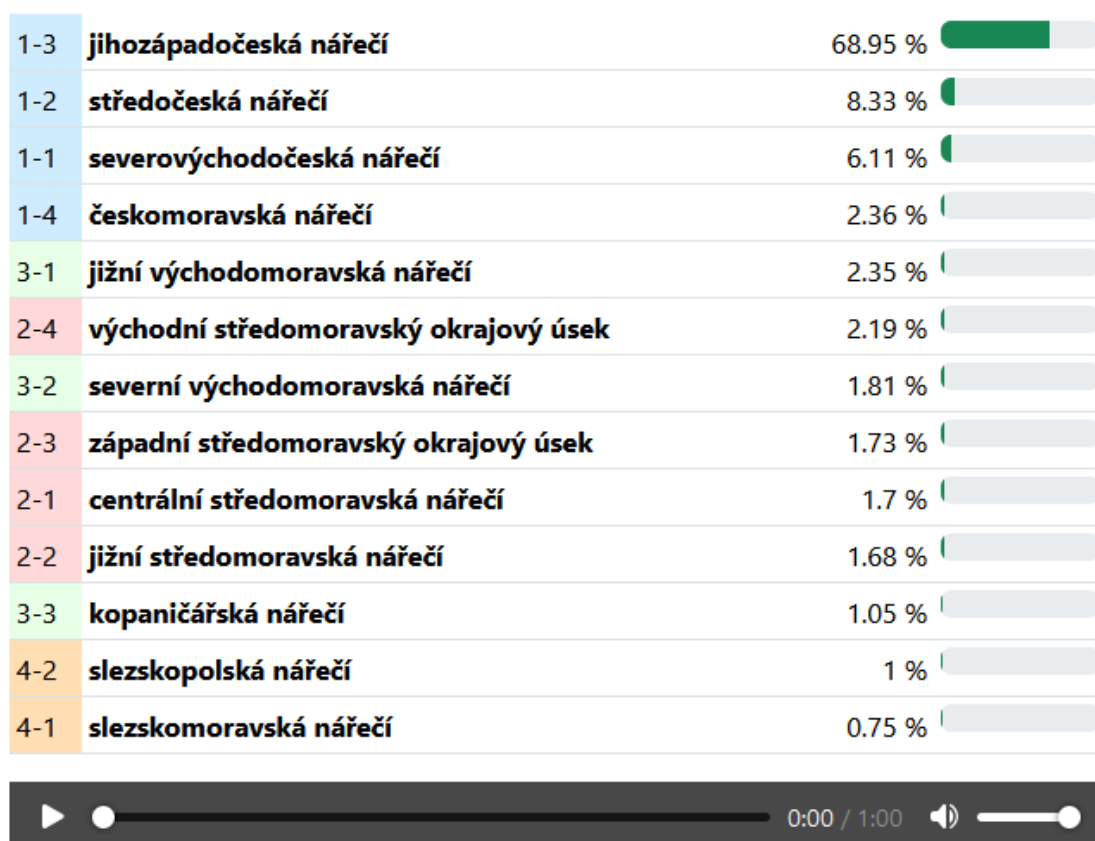 1-3 jihozápadočeská nářečí 68.95 %
1-2 středočeská nářečí 8.33 %
1-1 severovýchodočeská nářečí 6.11 %
1-4 českomoravská nářečí 2.36 %
3-1 jižní východomoravská nářečí 2.35 %
2-4 východní středomoravský okrajový úsek 2.19 %
3-2 severní východomoravská nářečí 1.81 %
2-3 západní středomoravský okrajový úsek 1.73 %
2-1 centrální středomoravská nářečí 1.7 %
2-2 jižní středomoravská nářečí 1.68 %
3-3 kopaničářská nářečí 1.05 %
4-2 slezskopolská nářečí 1 %
4-1 slezskomoravská nářečí 0.75 %
0:00 / 1:00